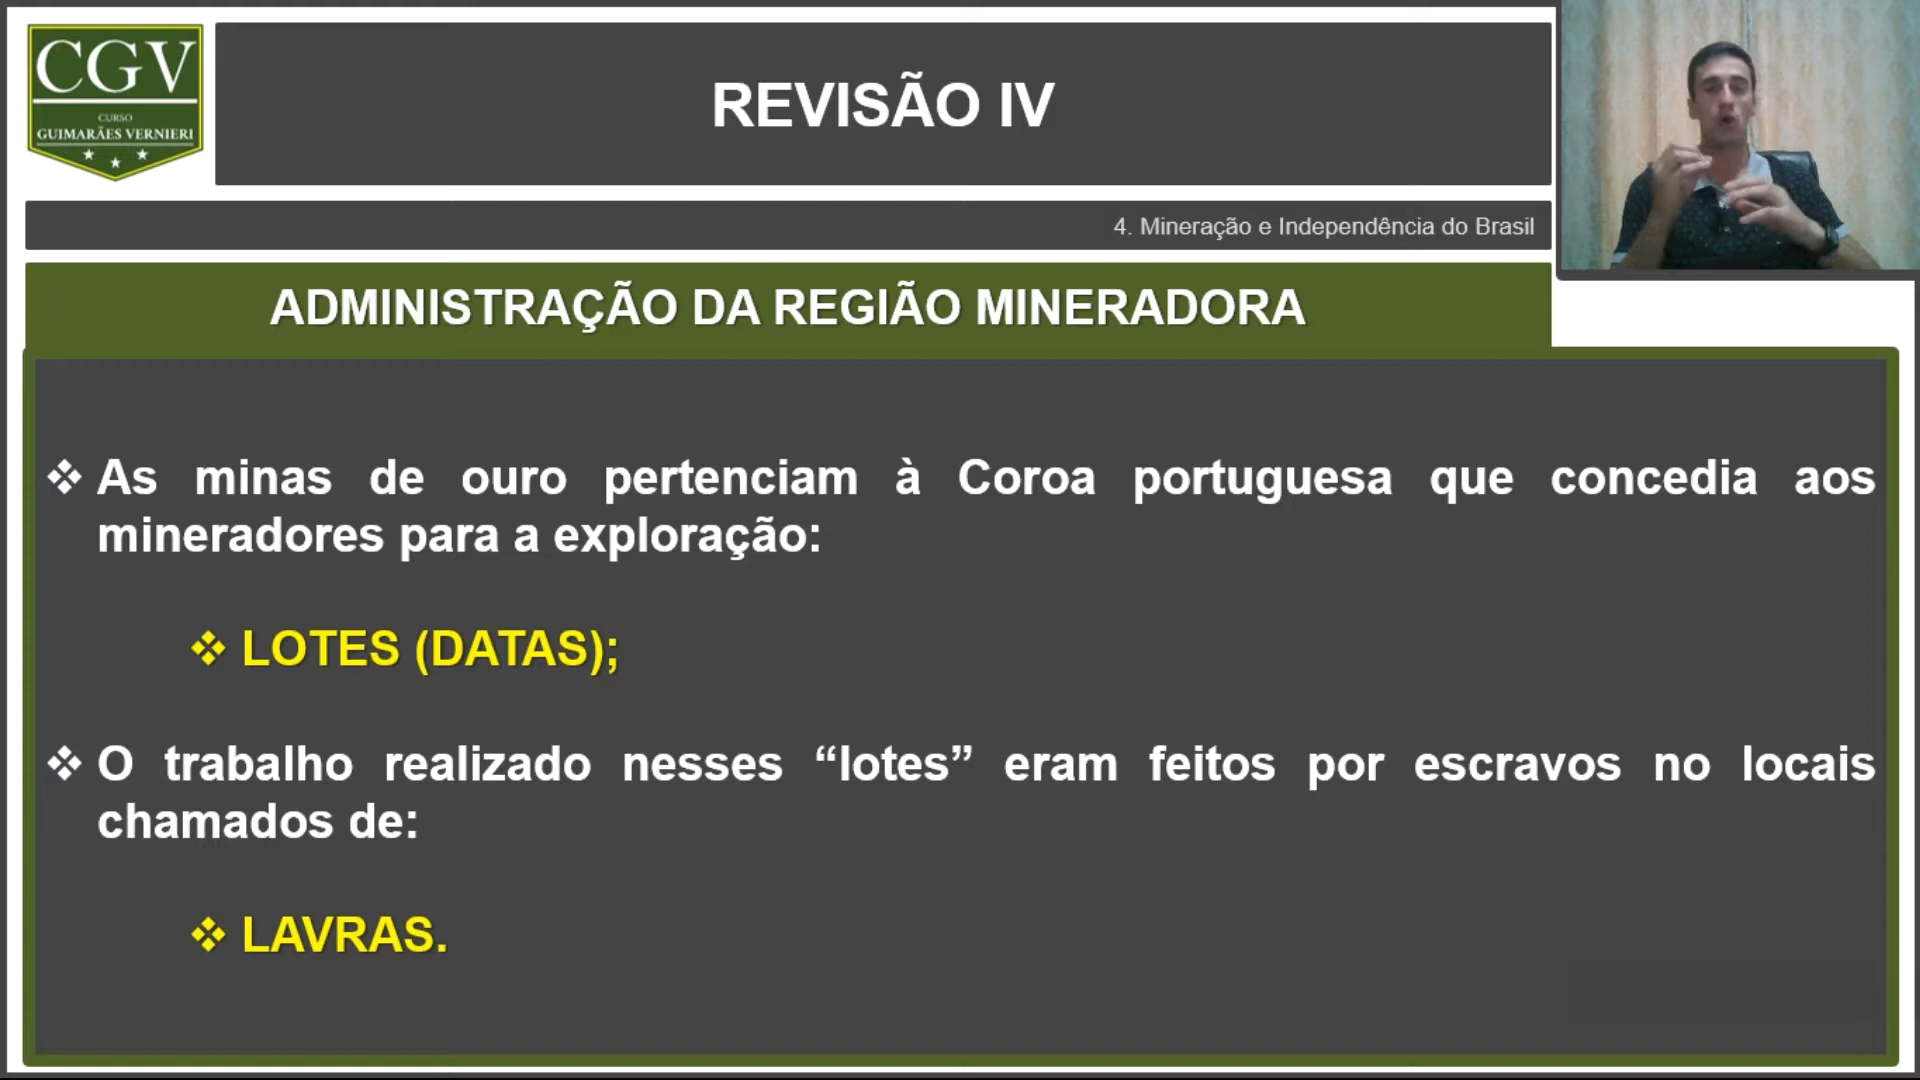 CGV
CURSO
GUIMARÃES VERNIERI
REVISÃO IV
4. Mineração e Independência do Brasil
ADMINISTRAÇÃO DA REGIÃO MINERADORA
As minas de ouro pertenciam à Coroa portuguesa que concedia aos
mineradores para a exploração:
LOTES (DATAS);
O trabalho realizado nesses “lotes” eram feitos por escravos no locais
chamados de:
LAVRAS.